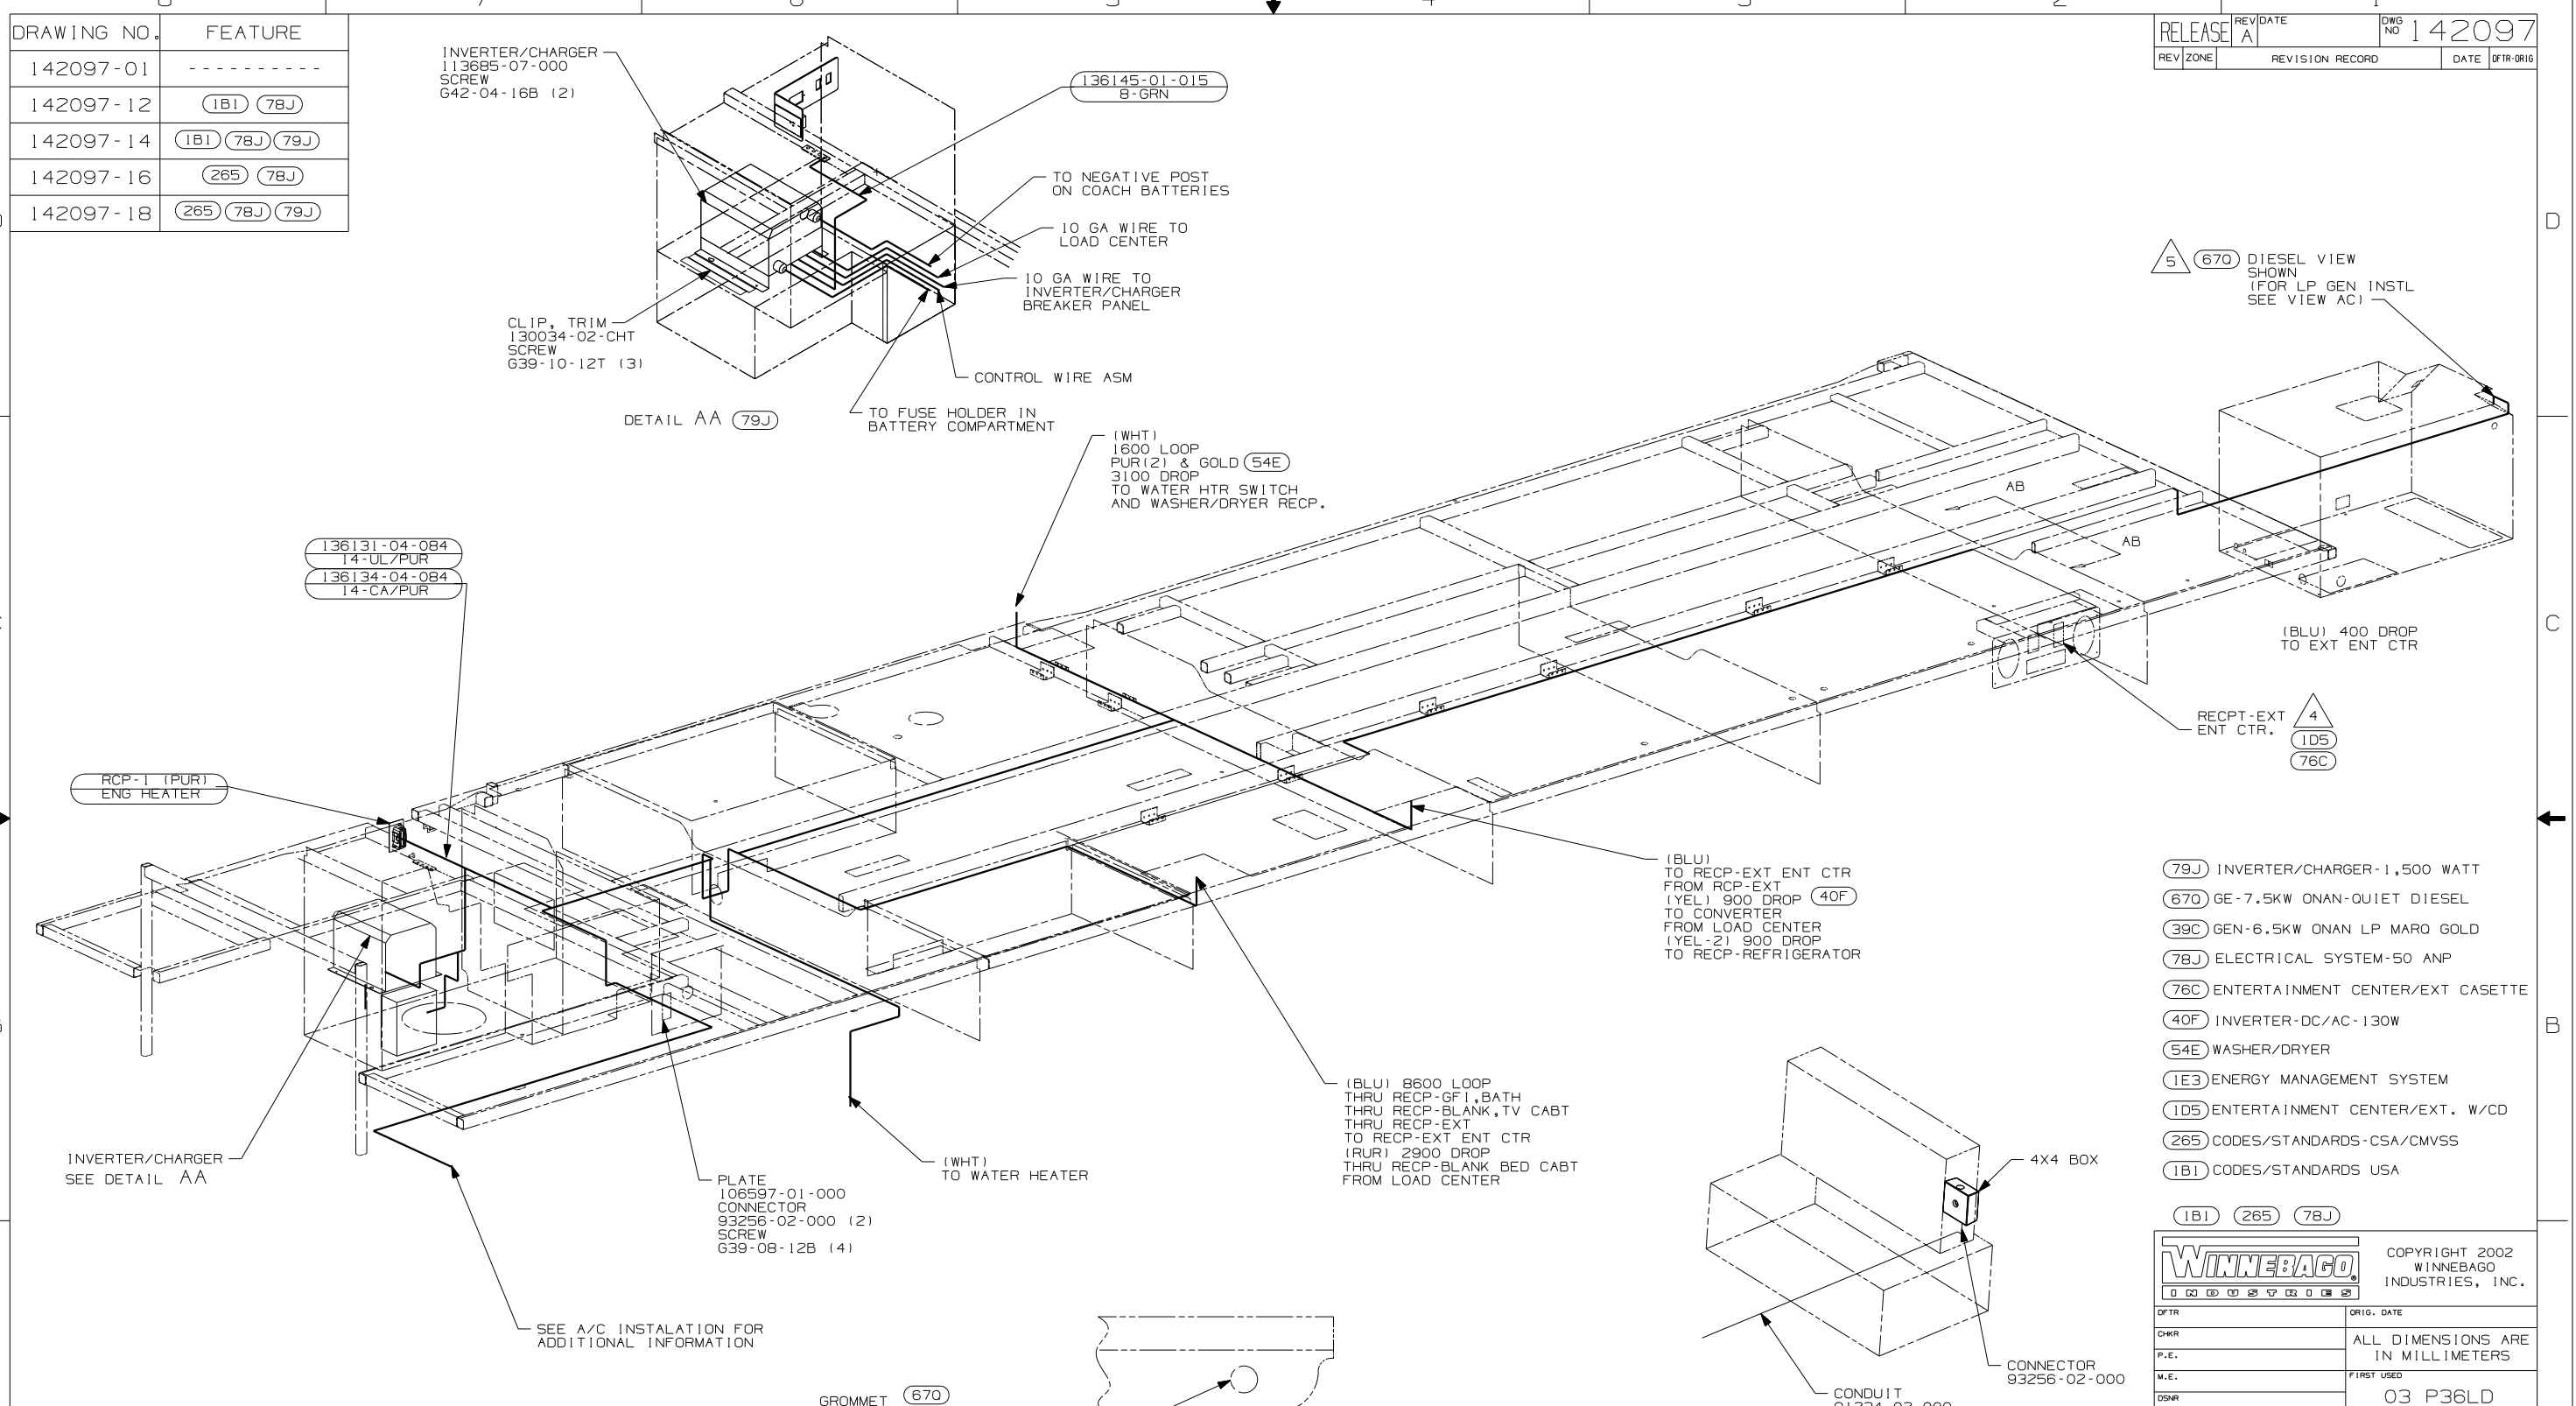 DRAWING NO. FEATURE
142097-01 ----------
142097-12 1B1 78J
142097-14 1B1 78J 79J
142097-16 265 78J
142097-18 265 78J 79J
INVERTER/CHARGER
113685-07-000
SCREW
G42-04-16B (2)
136145-01-015
8-GRN
TO NEGATIVE POST
ON COACH BATTERIES
10 GA WIRE TO
LOAD CENTER
10 GA WIRE TO
INVERTER/CHARGER
BREAKER PANEL
CLIP, TRIM
130034-02-CHT
SCREW
G39-10-12T (3)
CONTROL WIRE ASM
TO FUSE HOLDER IN
BATTERY COMPARTMENT
DETAIL AA 79J
RELEASE REV A DATE DWG NO 142097
REV ZONE REVISION RECORD DATE DFTR-ORIG
D
5 67Q DIESEL VIEW
SHOWN
(FOR LP GEN INSTL
SEE VIEW AC)
(WHT)
1600 LOOP
PUR(2) & GOLD 54E
3100 DROP
TO WATER HTR SWITCH
AND WASHER/DRYER RECP.
AB
AB
136131-04-084
14-UL/PUR
136134-04-084
14-CA/PUR
C
(BLU) 400 DROP
TO EXT ENT CTR
RECPT-EXT
ENT CTR.
4
1D5
76C
RCP-1 (PUR)
ENG HEATER
(BLU)
TO RECP-EXT ENT CTR
FROM RCP-EXT
(YEL) 900 DROP 40F
TO CONVERTER
FROM LOAD CENTER
(YEL-2) 900 DROP
TO RECP-REFRIGERATOR
79J INVERTER/CHARGER-1,500 WATT
67Q GE-7.5KW ONAN-QUIET DIESEL
39C GEN-6.5KW ONAN LP MARQ GOLD
78J ELECTRICAL SYSTEM-50 ANP
76C ENTERTAINMENT CENTER/EXT CASETTE
40F INVERTER-DC/AC-130W
54E WASHER/DRYER
1E3 ENERGY MANAGEMENT SYSTEM
1D5 ENTERTAINMENT CENTER/EXT. W/CD
265 CODES/STANDARDS-CSA/CMVSS
1B1 CODES/STANDARDS USA
B
INVERTER/CHARGER
SEE DETAIL AA
PLATE
106597-01-000
CONNECTOR
93256-02-000 (2)
SCREW
G39-08-12B (4)
(WHT)
TO WATER HEATER
(BLU) 8600 LOOP
THRU RECP-GFI,BATH
THRU RECP-BLANK,TV CABT
THRU RECP-EXT
TO RECP-EXT ENT CTR
(RUR) 2900 DROP
THRU RECP-BLANK BED CABT
FROM LOAD CENTER
4X4 BOX
1B1 265 78J
WINNEBAGO
INDUSTRIES
COPYRIGHT 2002
WINNEBAGO
INDUSTRIES, INC.
SEE A/C INSTALATION FOR
ADDITIONAL INFORMATION
GROMMET 67Q
CONNECTOR
93256-02-000
CONDUIT
DFTR
CHKR
P.E.
M.E.
DSNR
ORIG. DATE
ALL DIMENSIONS ARE
IN MILLIMETERS
FIRST USED
03 P36LD